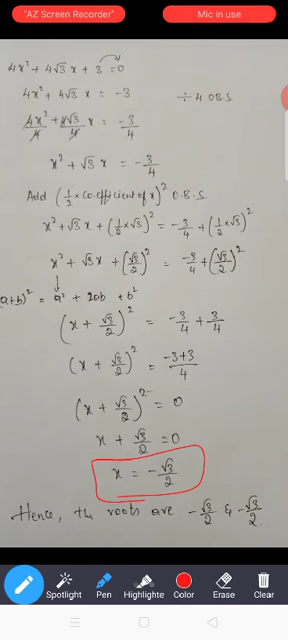 "AZ Screen Recorder"
Mic in use
4x² + 4√3 x + 3 = 0
4x² + 4√3 x = -3 ÷ 4 O.B.S.
4x²/4 + 4√3/4 x = -3/4
x² + √3 x = -3/4
Add (1/2 × co-efficient of x)² O.B.S.
x² + √3 x + (1/2 × √3)² = -3/4 + (1/2 × √3)²
x² + √3 x + (√3/2)² = -3/4 + (√3/2)²
(a+b)² = a² + 2ab + b²
(x + √3/2)² = -3/4 + 3/4
(x + √3/2)² = -3+3/4
(x + √3/2)² = 0
x + √3/2 = 0
x = -√3/2
Hence, the roots are -√3/2 & -√3/2.
Spotlight Pen Highlighte Color Erase Clear